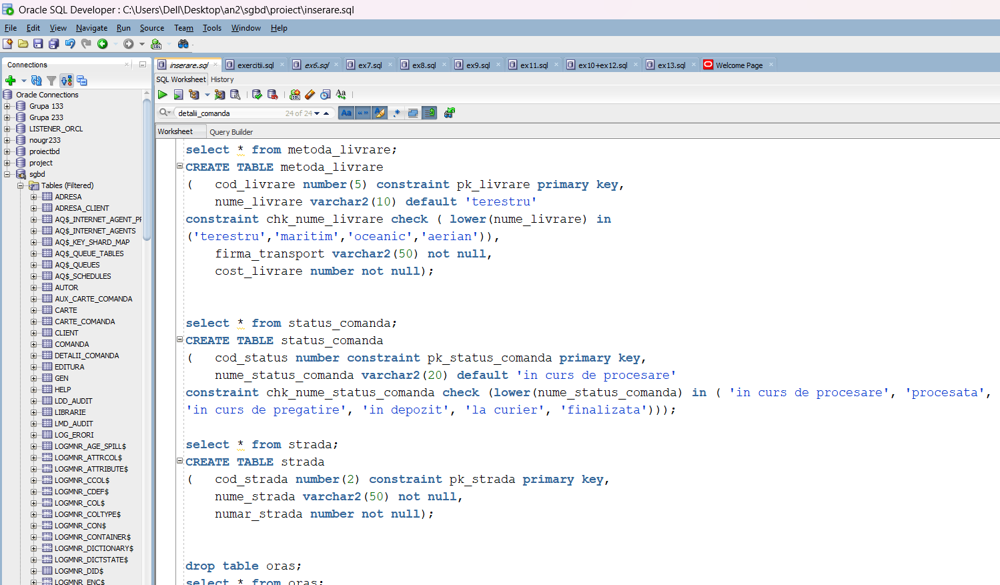 Oracle SQL Developer : C:\Users\Dell\Desktop\an2\sgbd\proiect\inserare.sql
File Edit View Navigate Run Source Team Tools Window Help
Connections
inserare.sql exercitii.sql ex6.sql ex7.sql ex8.sql ex9.sql ex11.sql ex10+ex12.sql ex13.sql Welcome Page
SQL Worksheet History
detalii_comanda 24 of 24
Worksheet Query Builder
Oracle Connections
Grupa 133
Grupa 233
LISTENER_ORCL
nougr233
proiectbd
project
sgbd
Tables (Filtered)
ADRESA
ADRESA_CLIENT
AQ$_INTERNET_AGENT_PF
AQ$_INTERNET_AGENTS
AQ$_KEY_SHARD_MAP
AQ$_QUEUE_TABLES
AQ$_QUEUES
AQ$_SCHEDULES
AUTOR
AUX_CARTE_COMANDA
CARTE
CARTE_COMANDA
CLIENT
COMANDA
DETALII_COMANDA
EDITURA
GEN
HELP
LDD_AUDIT
LIBRARIE
LMD_AUDIT
LOG_ERORI
LOGMNR_AGE_SPILL$
LOGMNR_ATTRCOL$
LOGMNR_ATTRIBUTE$
LOGMNR_CCOL$
LOGMNR_CDEF$
LOGMNR_COL$
LOGMNR_COLTYPE$
LOGMNR_CON$
LOGMNR_CONTAINER$
LOGMNR_DICTIONARY$
LOGMNR_DICTSTATE$
LOGMNR_DID$
LOGMNR_ENC$
select * from metoda_livrare;
CREATE TABLE metoda_livrare
(   cod_livrare number(5) constraint pk_livrare primary key,
    nume_livrare varchar2(10) default 'terestru'
constraint chk_nume_livrare check ( lower(nume_livrare) in
('terestru','maritim','oceanic','aerian')),
    firma_transport varchar2(50) not null,
    cost_livrare number not null);
select * from status_comanda;
CREATE TABLE status_comanda
(   cod_status number constraint pk_status_comanda primary key,
    nume_status_comanda varchar2(20) default 'in curs de procesare'
constraint chk_nume_status_comanda check (lower(nume_status_comanda) in ( 'in curs de procesare', 'procesata',
'in curs de pregatire', 'in depozit', 'la curier', 'finalizata')));
select * from strada;
CREATE TABLE strada
(   cod_strada number(2) constraint pk_strada primary key,
    nume_strada varchar2(50) not null,
    numar_strada number not null);
drop table oras;
select * from oras;